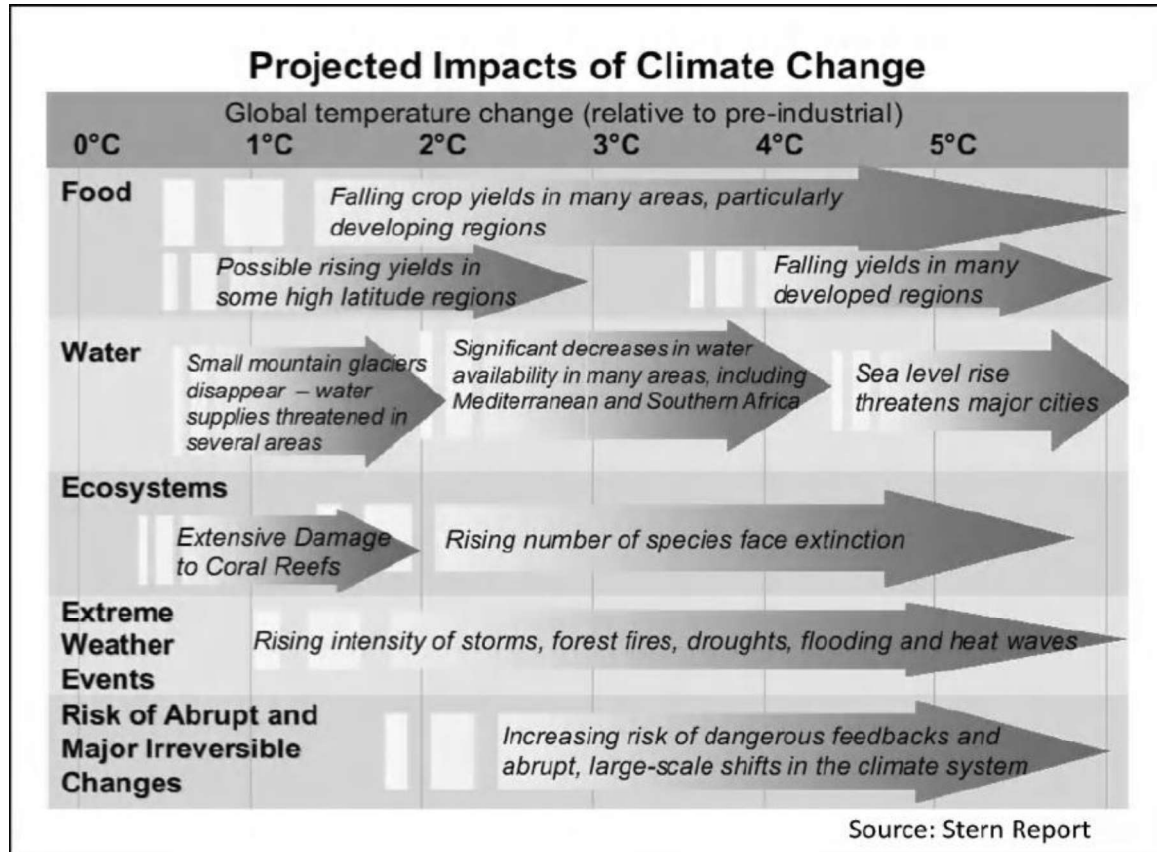 Projected Impacts of Climate Change
Global temperature change (relative to pre-industrial)
0°C 1°C 2°C 3°C 4°C 5°C
Food
Falling crop yields in many areas, particularly
developing regions
Possible rising yields in
some high latitude regions
Falling yields in many
developed regions
Water
Small mountain glaciers
disappear – water
supplies threatened in
several areas
Significant decreases in water
availability in many areas, including
Mediterranean and Southern Africa
Sea level rise
threatens major cities
Ecosystems
Extensive Damage
to Coral Reefs
Rising number of species face extinction
Extreme
Weather
Events
Rising intensity of storms, forest fires, droughts, flooding and heat waves
Risk of Abrupt and
Major Irreversible
Changes
Increasing risk of dangerous feedbacks and
abrupt, large-scale shifts in the climate system
Source: Stern Report